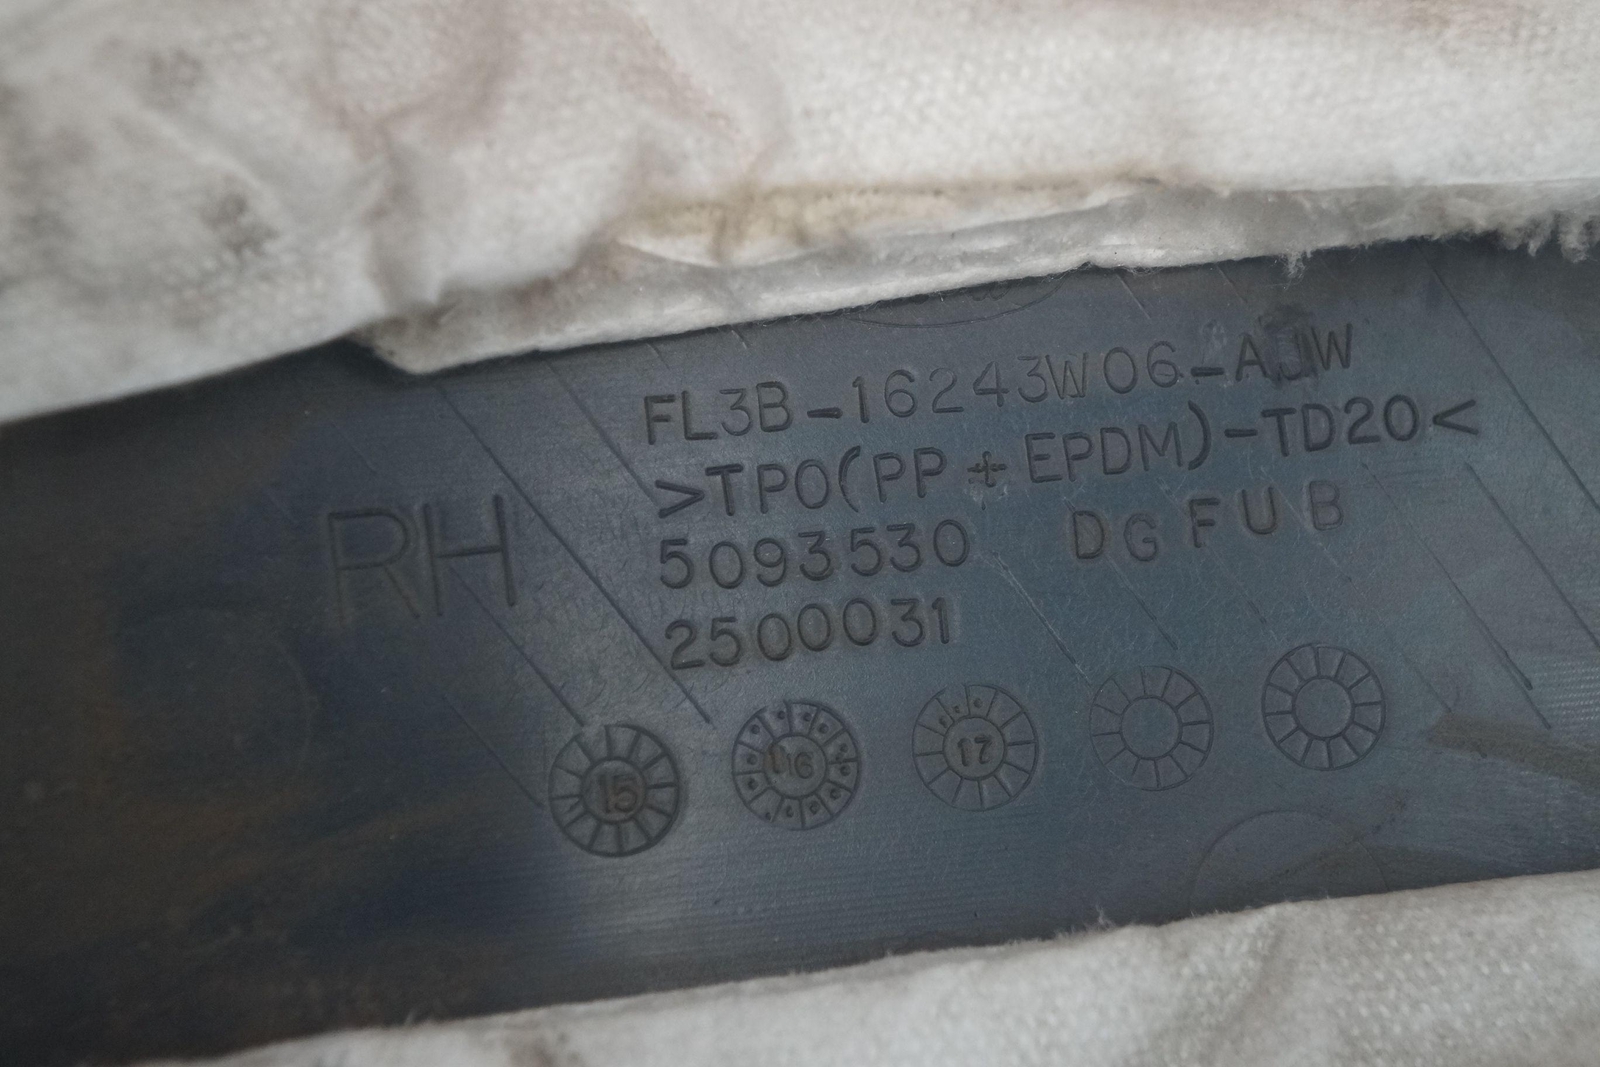 FL3B-16243W06-AJW
>TPO(PP+EPDM)-TD20<
RH
5093530 DGFUB
2500031
15 16 17